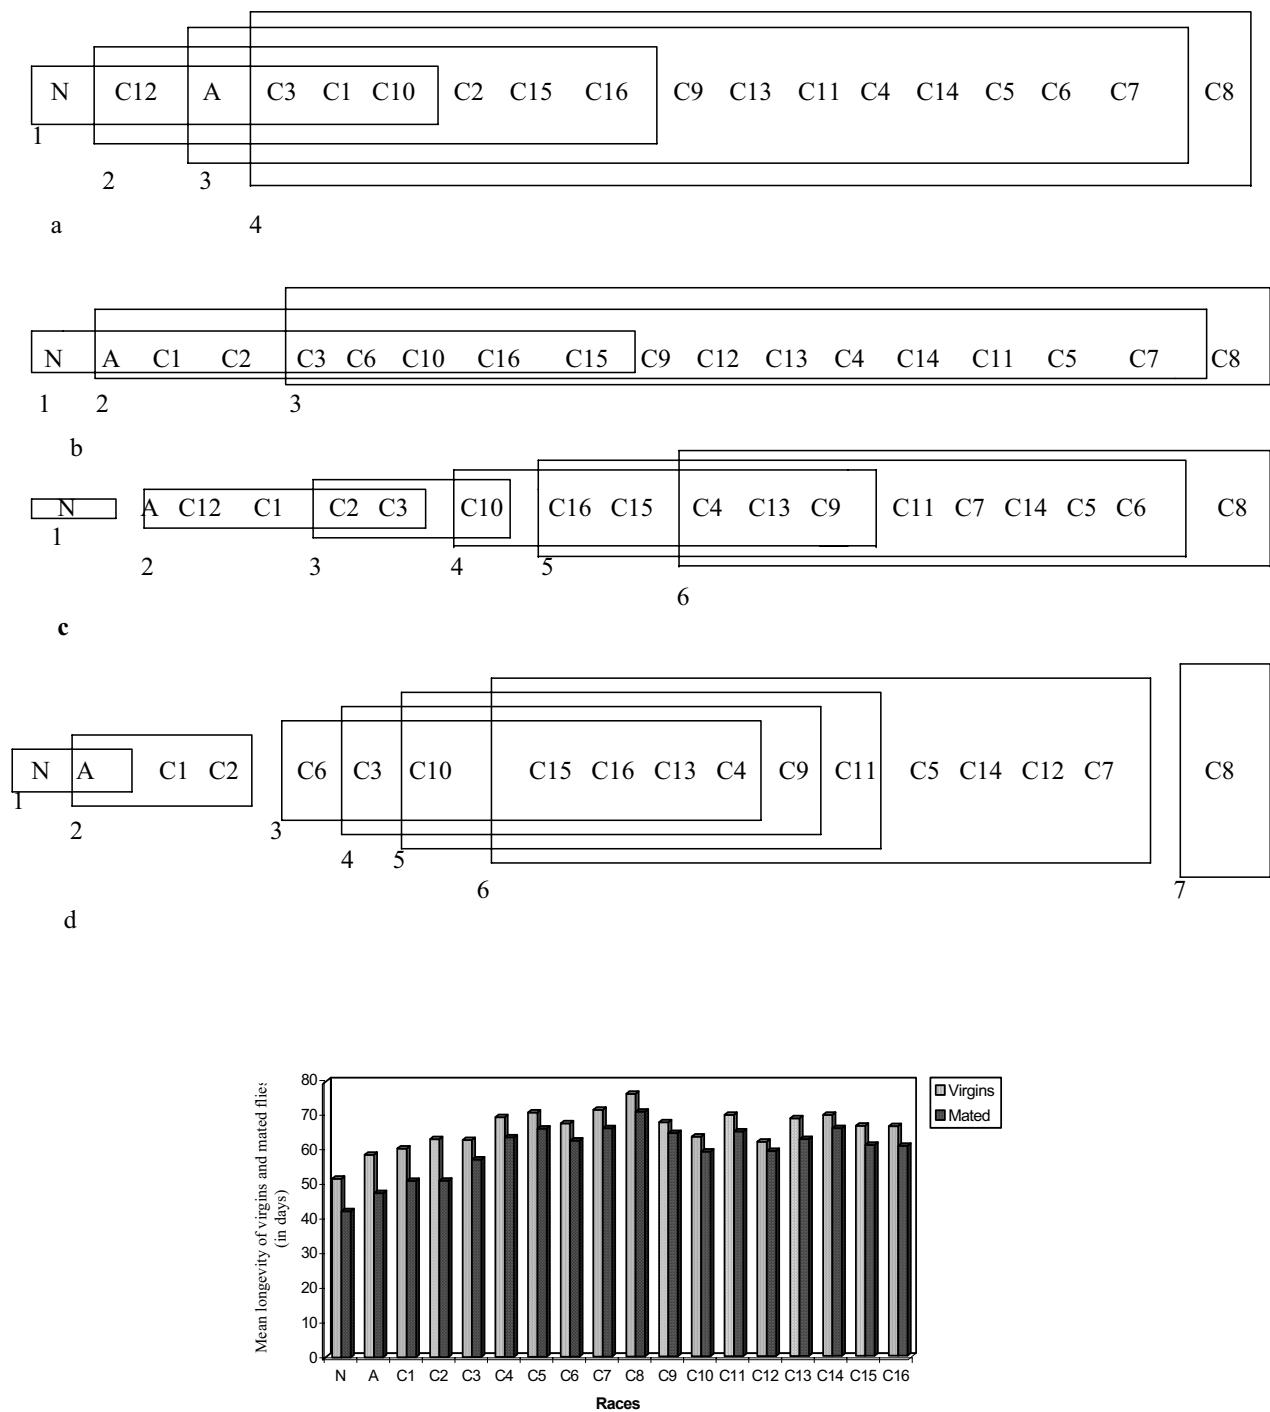 N C12 A C3 C1 C10 C2 C15 C16 C9 C13 C11 C4 C14 C5 C6 C7 C8
1
2 3
a 4
N A C1 C2 C3 C6 C10 C16 C15 C9 C12 C13 C4 C14 C11 C5 C7 C8
1 2 3
b
N A C12 C1 C2 C3 C10 C16 C15 C4 C13 C9 C11 C7 C14 C5 C6 C8
1
2 3 4 5
6
c
N A C1 C2 C6 C3 C10 C15 C16 C13 C4 C9 C11 C5 C14 C12 C7 C8
1
2 3
4 5
6 7
d
Mean longevity of virgins and mated flies
(in days)
80
70
60
50
40
30
20
10
0
Virgins
Mated
N A C1 C2 C3 C4 C5 C6 C7 C8 C9 C10 C11 C12 C13 C14 C15 C16
Races